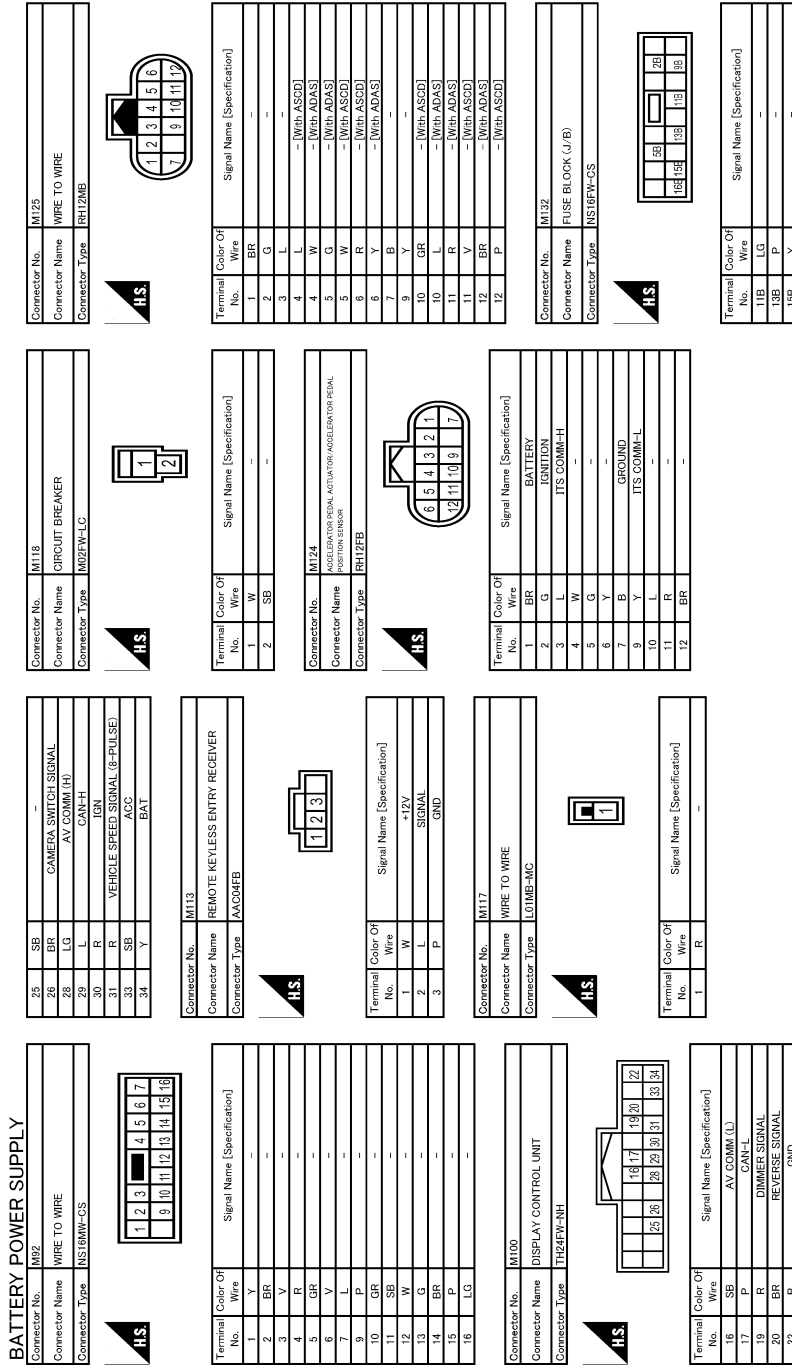 BATTERY POWER SUPPLY
Connector No. M92
Connector Name WIRE TO WIRE
Connector Type NS16MW-CS
H.S.
1 2 3 4 5 6 7
9 10 11 12 13 14 15 16
Terminal No. Color Of Wire Signal Name [Specification]
1 Y -
2 BR -
3 V -
4 R -
5 GR -
6 V -
7 L -
9 P -
10 GR -
11 SB -
12 W -
13 G -
14 BR -
15 P -
16 LG -
Connector No. M100
Connector Name DISPLAY CONTROL UNIT
Connector Type TH24FW-NH
H.S.
16 17 19 20 22
25 26 28 29 30 31 33 34
Terminal No. Color Of Wire Signal Name [Specification]
16 SB AV COMM (L)
17 P CAN-L
19 R DIMMER SIGNAL
20 BR REVERSE SIGNAL
22 GND
25 SB -
26 BR CAMERA SWITCH SIGNAL
28 LG AV COMM (H)
29 L CAN-H
30 R IGN
31 R VEHICLE SPEED SIGNAL (8-PULSE)
33 SB ACC
34 Y BAT
Connector No. M113
Connector Name REMOTE KEYLESS ENTRY RECEIVER
Connector Type AAC04FB
H.S.
1 2 3
Terminal No. Color Of Wire Signal Name [Specification]
1 W +12V
2 L SIGNAL
3 P GND
Connector No. M117
Connector Name WIRE TO WIRE
Connector Type L01MB-MC
H.S.
1
Terminal No. Color Of Wire Signal Name [Specification]
1 R -
Connector No. M118
Connector Name CIRCUIT BREAKER
Connector Type M02FW-LC
H.S.
1
2
Terminal No. Color Of Wire Signal Name [Specification]
1 W -
2 SB -
Connector No. M124
Connector Name ACCELERATOR PEDAL ACTUATOR/ACCELERATOR PEDAL POSITION SENSOR
Connector Type RH12FB
H.S.
6 5 4 3 2 1
12 11 10 9 7
Terminal No. Color Of Wire Signal Name [Specification]
1 BR BATTERY
2 G IGNITION
3 L ITS COMM-H
4 W -
5 G -
6 Y -
7 B GROUND
9 Y ITS COMM-L
10 L -
11 R -
12 BR -
Connector No. M125
Connector Name WIRE TO WIRE
Connector Type RH12MB
H.S.
1 2 3 4 5 6
7 9 10 11 12
Terminal No. Color Of Wire Signal Name [Specification]
1 BR -
2 G -
3 L -
4 L - [With ASCD]
4 W - [With ADAS]
5 G - [With ADAS]
5 W - [With ASCD]
6 R - [With ASCD]
6 Y - [With ADAS]
7 B -
9 Y -
10 GR - [With ASCD]
10 L - [With ADAS]
11 R - [With ADAS]
11 V - [With ASCD]
12 BR - [With ADAS]
12 P - [With ASCD]
Connector No. M132
Connector Name FUSE BLOCK (J/B)
Connector Type NS16FW-CS
H.S.
5B 2B
16B 15B 13B 11B 9B
Terminal No. Color Of Wire Signal Name [Specification]
11B LG -
13B P -
15B -